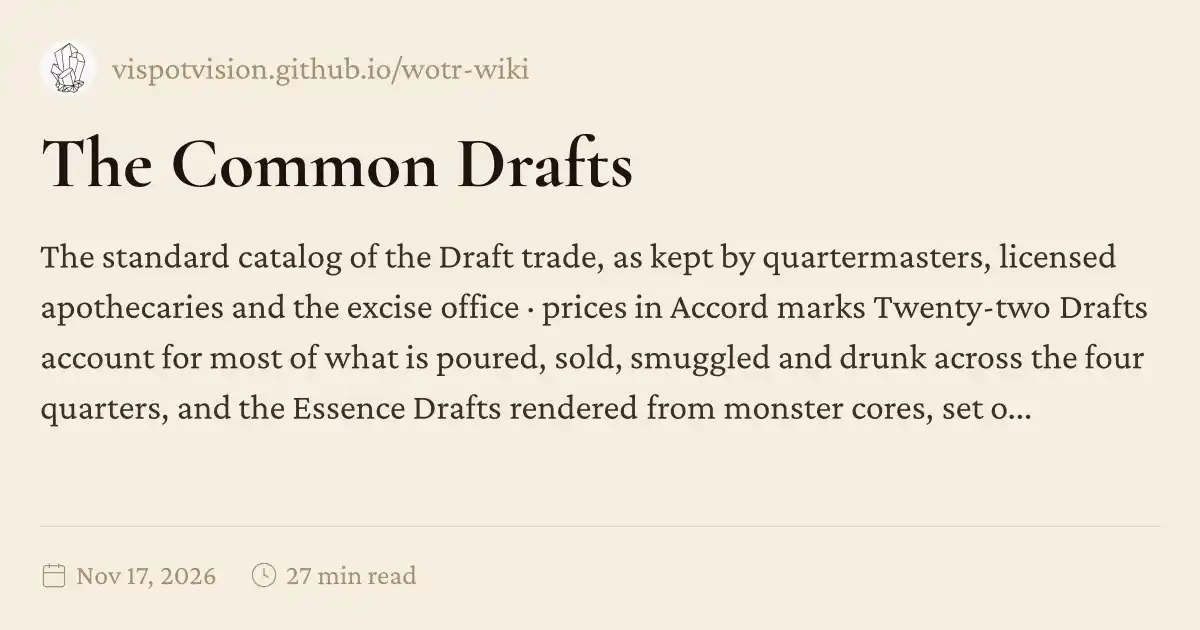 vispotvision.github.io/wotr-wiki
The Common Drafts
The standard catalog of the Draft trade, as kept by quartermasters, licensed
apothecaries and the excise office · prices in Accord marks Twenty-two Drafts
account for most of what is poured, sold, smuggled and drunk across the four
quarters, and the Essence Drafts rendered from monster cores, set o...
Nov 17, 2026
27 min read